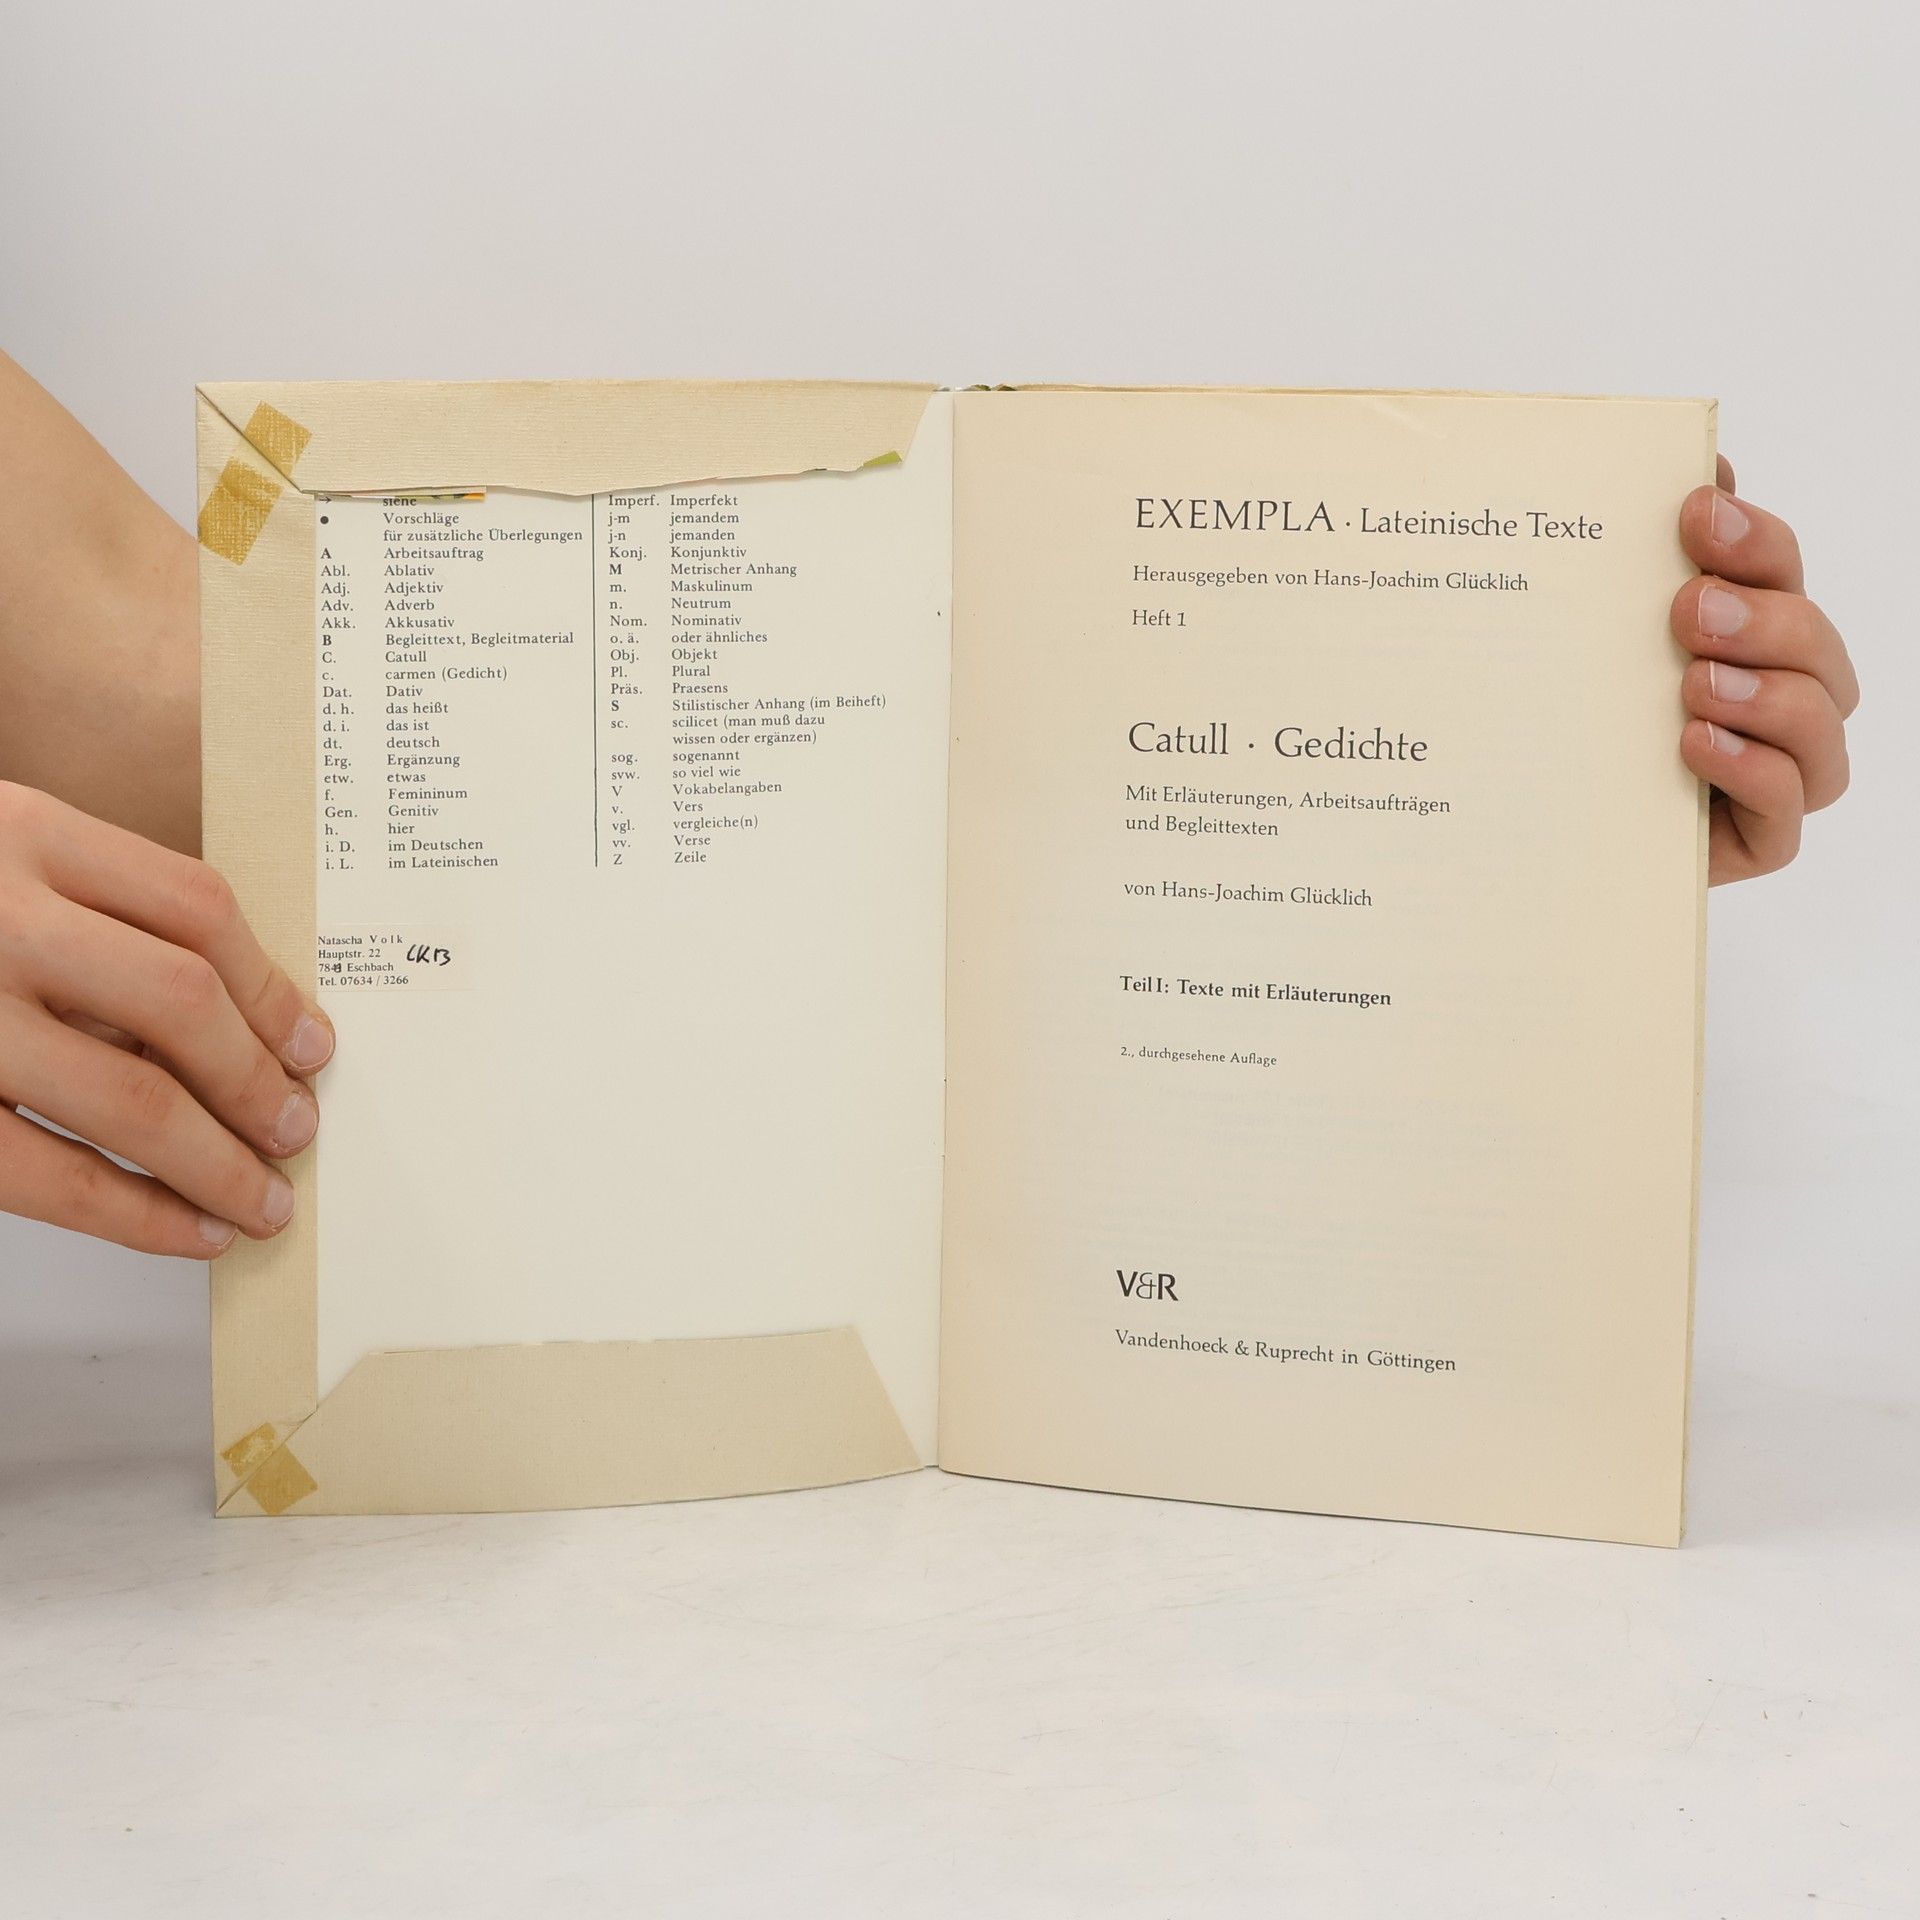 → siehe
● Vorschläge
für zusätzliche Überlegungen
A Arbeitsauftrag
Abl. Ablativ
Adj. Adjektiv
Adv. Adverb
Akk. Akkusativ
B Begleittext, Begleitmaterial
C. Catull
c. carmen (Gedicht)
Dat. Dativ
d. h. das heißt
d. i. das ist
dt. deutsch
Erg. Ergänzung
etw. etwas
f. Femininum
Gen. Genitiv
h. hier
i. D. im Deutschen
i. L. im Lateinischen
Imperf. Imperfekt
j-m jemandem
j-n jemanden
Konj. Konjunktiv
M Metrischer Anhang
m. Maskulinum
n. Neutrum
Nom. Nominativ
o. ä. oder ähnliches
Obj. Objekt
Pl. Plural
Präs. Praesens
S Stilistischer Anhang (im Beiheft)
sc. scilicet (man muß dazu
wissen oder ergänzen)
sog. sogenannt
svw. so viel wie
V Vokabelangaben
v. Vers
vgl. vergleiche(n)
vv. Verse
Z Zeile
Natascha Volk
Hauptstr. 22
Eschbach
Tel. 07634 / 3266
EXEMPLA · Lateinische Texte
Herausgegeben von Hans-Joachim Glücklich
Heft 1
Catull · Gedichte
Mit Erläuterungen, Arbeitsaufträgen
und Begleittexten
von Hans-Joachim Glücklich
Teil I: Texte mit Erläuterungen
2., durchgesehene Auflage
V&R
Vandenhoeck & Ruprecht in Göttingen